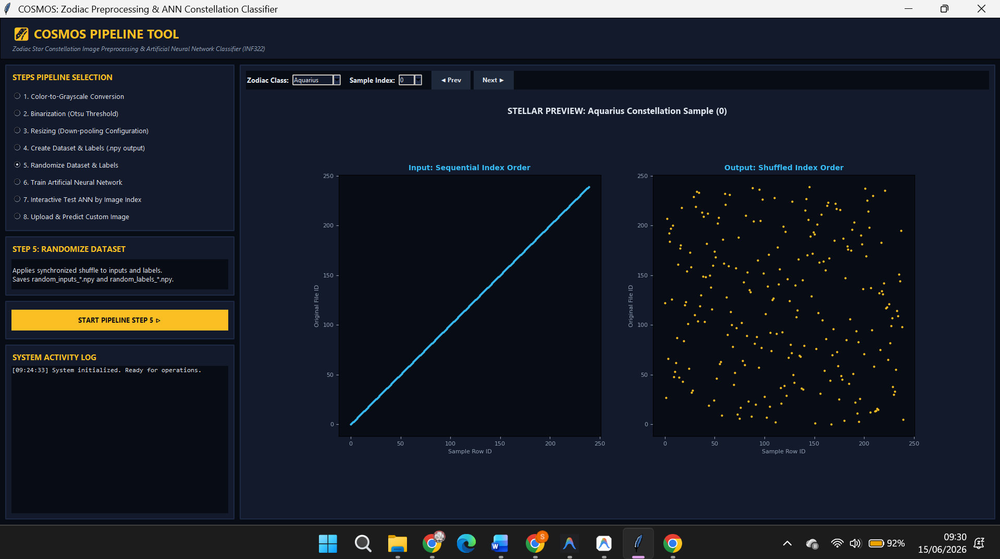 COSMOS: Zodiac Preprocessing & ANN Constellation Classifier
COSMOS PIPELINE TOOL
Zodiac Star Constellation Image Preprocessing & Artificial Neural Network Classifier (INF322)
STEPS PIPELINE SELECTION
1. Color-to-Grayscale Conversion
2. Binarization (Otsu Threshold)
3. Resizing (Down-pooling Configuration)
4. Create Dataset & Labels (.npy output)
5. Randomize Dataset & Labels
6. Train Artificial Neural Network
7. Interactive Test ANN by Image Index
8. Upload & Predict Custom Image
STEP 5: RANDOMIZE DATASET
Applies synchronized shuffle to inputs and labels.
Saves random_inputs_*.npy and random_labels_*.npy.
START PIPELINE STEP 5 ▷
SYSTEM ACTIVITY LOG
[09:24:33] System initialized. Ready for operations.
Zodiac Class: Aquarius Sample Index: 0 ◄ Prev Next ►
STELLAR PREVIEW: Aquarius Constellation Sample (0)
Input: Sequential Index Order
250
200
150
100
50
0
Original File ID
0 50 100 150 200 250
Sample Row ID
Output: Shuffled Index Order
250
200
150
100
50
0
Original File ID
0 50 100 150 200 250
Sample Row ID
W
S
92%
09:30
15/06/2026